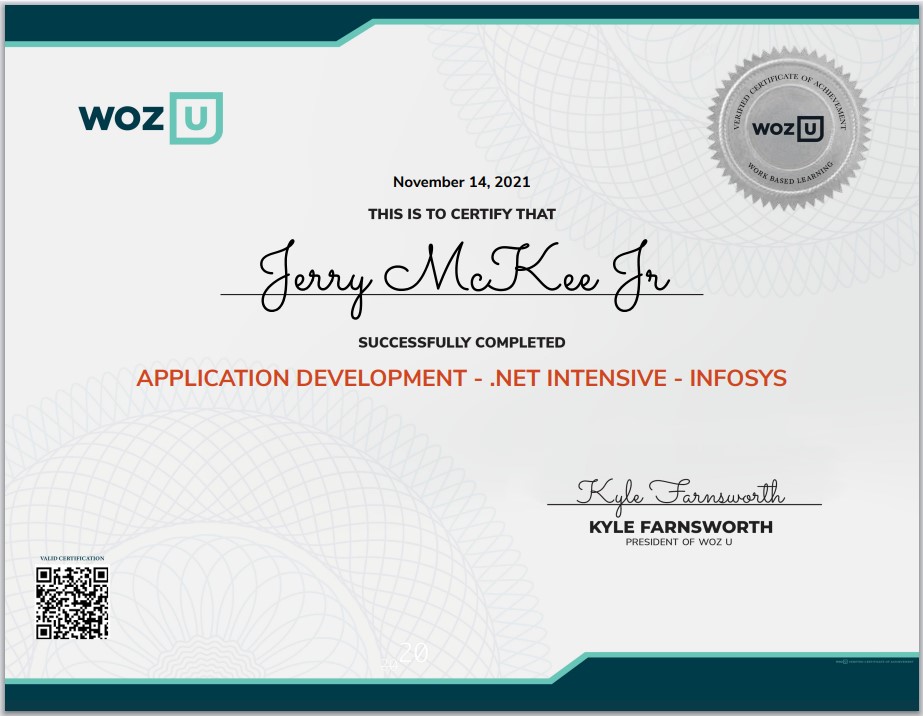 WOZ U
VERIFIED CERTIFICATE OF ACHIEVEMENT
WOZ U
WORK BASED LEARNING
November 14, 2021
THIS IS TO CERTIFY THAT
Jerry McKee Jr
SUCCESSFULLY COMPLETED
APPLICATION DEVELOPMENT - .NET INTENSIVE - INFOSYS
Kyle Farnsworth
KYLE FARNSWORTH
PRESIDENT OF WOZ U
VALID CERTIFICATION
20